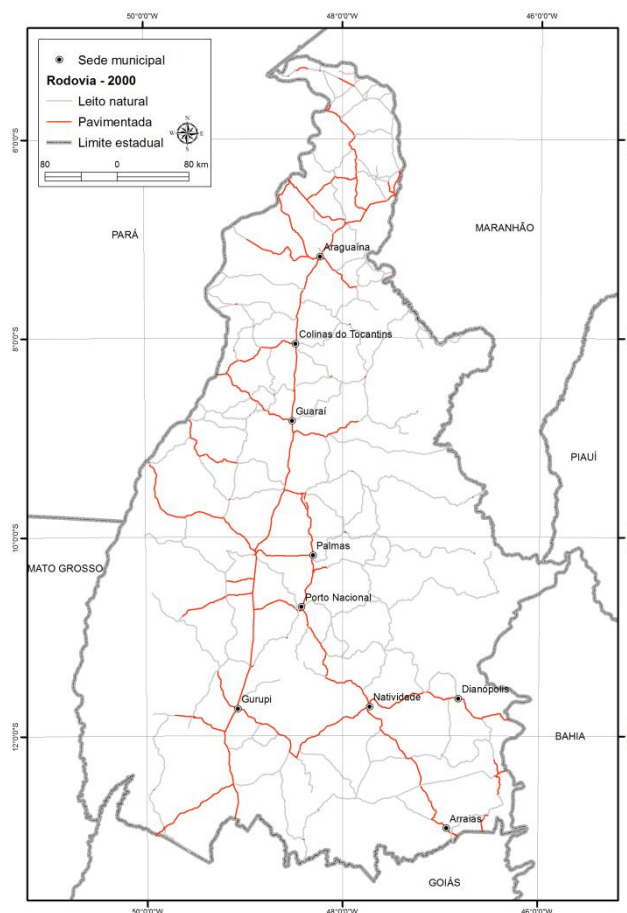 50°0'0"W 48°0'0"W 46°0'0"W
Sede municipal
Rodovia - 2000
Leito natural
Pavimentada
Limite estadual
N
W E
S
80 0 80 km
6°0'0"S
PARÁ
MARANHÃO
Araguaína
8°0'0"S
Colinas do Tocantins
Guaraí
PIAUÍ
10°0'0"S
Palmas
MATO GROSSO
Porto Nacional
Dianópolis
Natividade
Gurupi
12°0'0"S
BAHIA
Arraias
GOIÁS
50°0'0"W 48°0'0"W 46°0'0"W